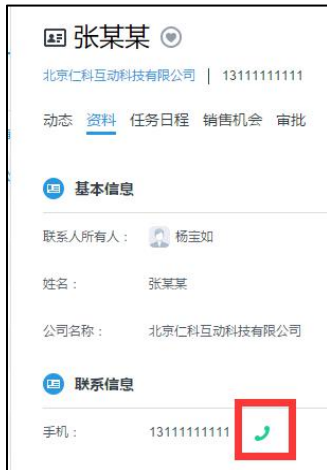 张某某
北京仁科互动科技有限公司 | 13111111111
动态 资料 任务日程 销售机会 审批
基本信息
联系人所有人： 杨宝如
姓名： 张某某
公司名称： 北京仁科互动科技有限公司
联系信息
手机： 13111111111